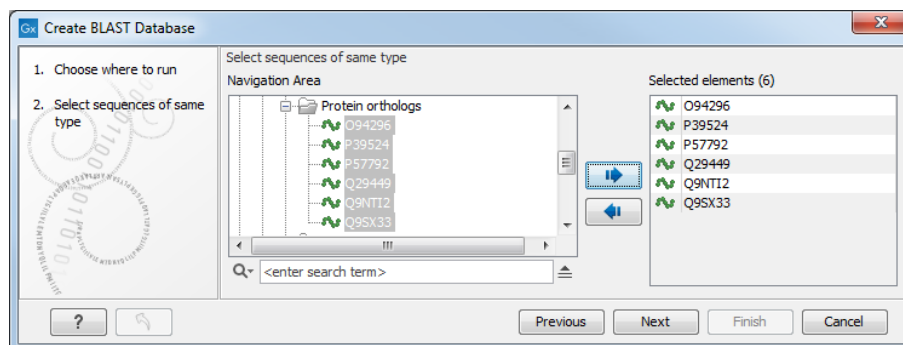 Gx Create BLAST Database
X
1. Choose where to run
2. Select sequences of same
type
Select sequences of same type
Navigation Area
Protein orthologs
O94296
P39524
P57792
Q29449
Q9NTI2
Q9SX33
<enter search term>
Selected elements (6)
O94296
P39524
P57792
Q29449
Q9NTI2
Q9SX33
?
Previous
Next
Finish
Cancel